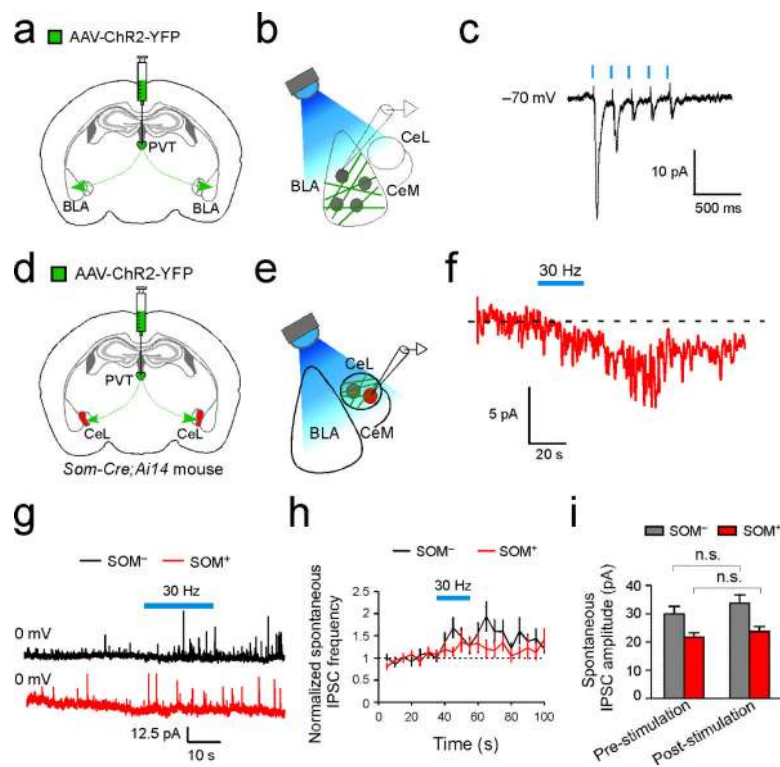 a
AAV-ChR2-YFP
PVT
BLA
BLA
b
CeL
BLA
CeM
c
–70 mV
10 pA
500 ms
d
AAV-ChR2-YFP
PVT
CeL
CeL
Som-Cre;Ai14 mouse
e
CeL
BLA
CeM
f
30 Hz
5 pA
20 s
g
SOM⁻ SOM⁺
30 Hz
0 mV
0 mV
12.5 pA
10 s
h
SOM⁻ SOM⁺
30 Hz
Normalized spontaneous
IPSC frequency
2.5
2
1.5
1
0.5
0
0 20 40 60 80 100
Time (s)
i
SOM⁻ SOM⁺
n.s.
n.s.
Spontaneous
IPSC amplitude (pA)
40
30
20
10
0
Pre-stimulation
Post-stimulation